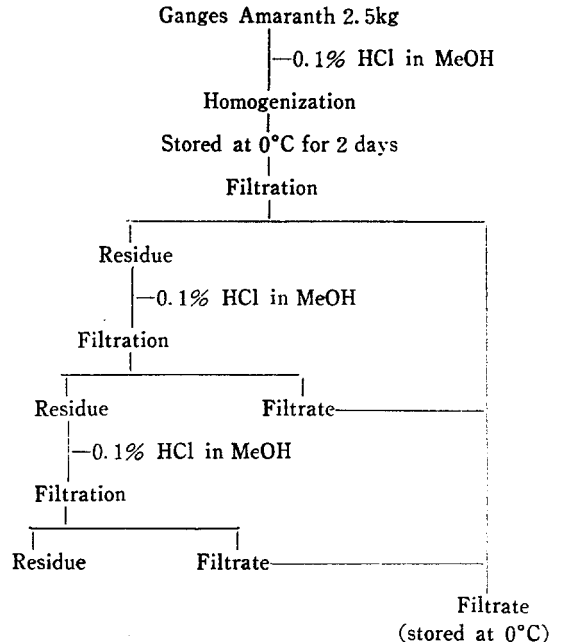 Ganges Amaranth 2.5kg
0.1% HCl in MeOH
Homogenization
Stored at 0°C for 2 days
Filtration
Residue
0.1% HCl in MeOH
Filtration
Residue Filtrate
0.1% HCl in MeOH
Filtration
Residue Filtrate
Filtrate
(stored at 0°C)